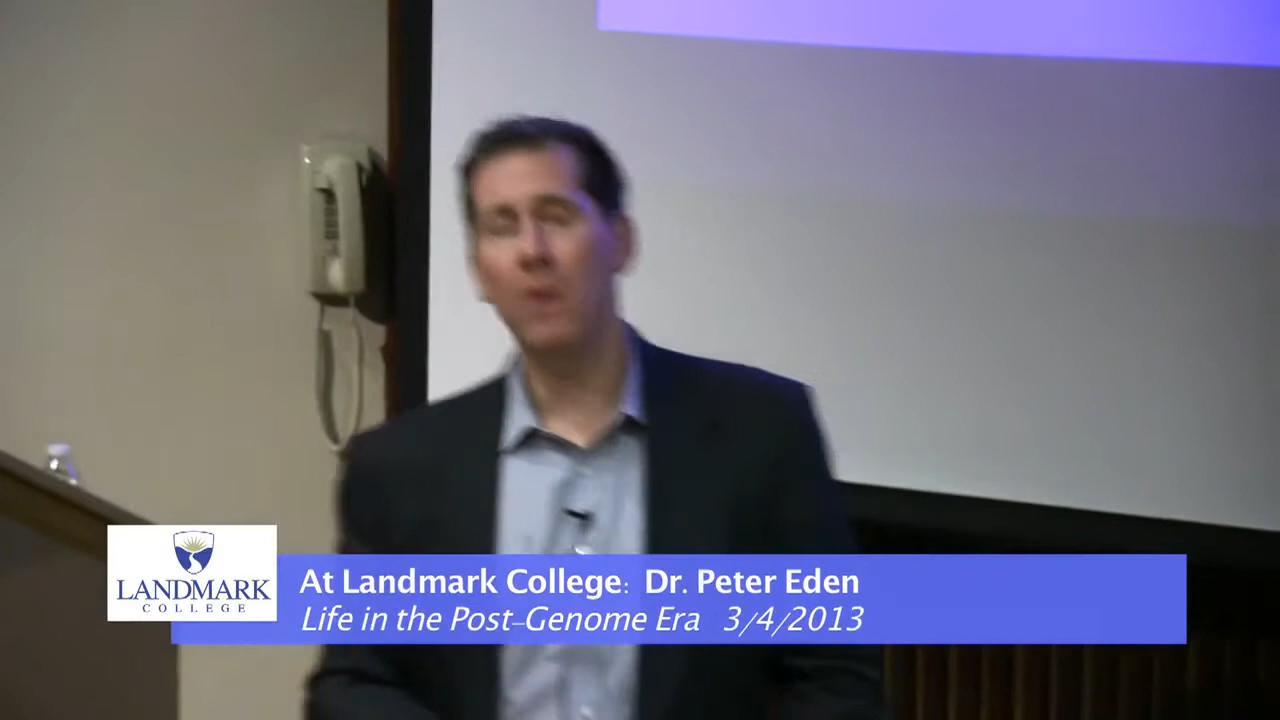 LANDMARK
COLLEGE
At Landmark College: Dr. Peter Eden
Life in the Post-Genome Era 3/4/2013